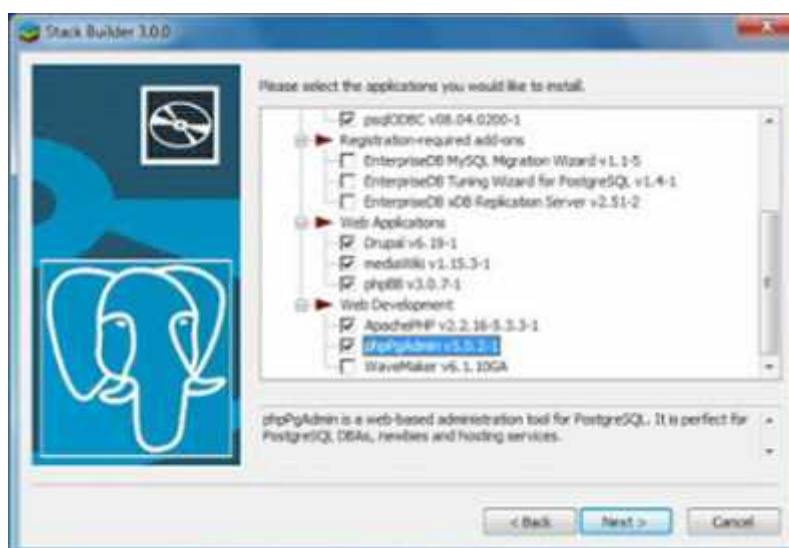 Stack Builder 3.0.0
Please select the applications you would like to install.
psqlODBC v08.04.0200-1
Registration-required add-ons
EnterpriseDB MySQL Migration Wizard v1.1-5
EnterpriseDB Tuning Wizard for PostgreSQL v1.4-1
EnterpriseDB xDB Replication Server v2.51-2
Web Applications
Drupal v6.19-1
mediaWiki v1.15.3-1
phpBB v3.0.7-1
Web Development
ApachePHP v2.2.16-5.3.3-1
phpPgAdmin v5.0.2-1
WaveMaker v6.1.10GA
phpPgAdmin is a web-based administration tool for PostgreSQL. It is perfect for
PostgreSQL DBAs, newbies and hosting services.
< Back
Next >
Cancel